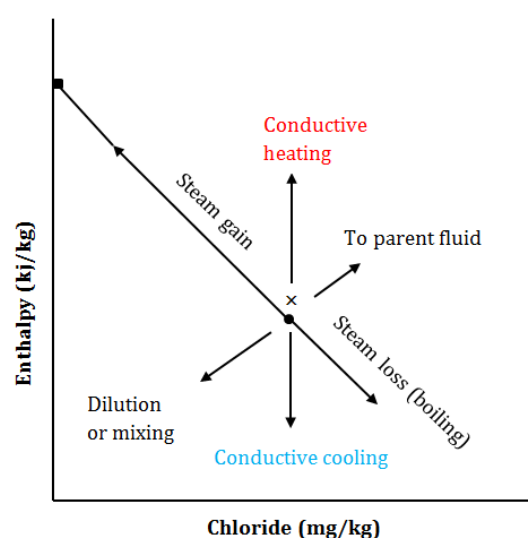 Conductive
heating
Steam gain
To parent fluid
×
Steam loss (boiling)
Dilution
or mixing
Conductive cooling
Enthalpy (kj/kg)
Chloride (mg/kg)